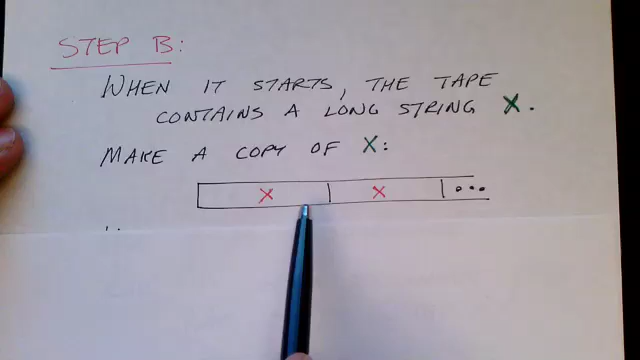 STEP B:
WHEN IT STARTS, THE TAPE
CONTAINS A LONG STRING X.
MAKE A COPY OF X:
X X ...